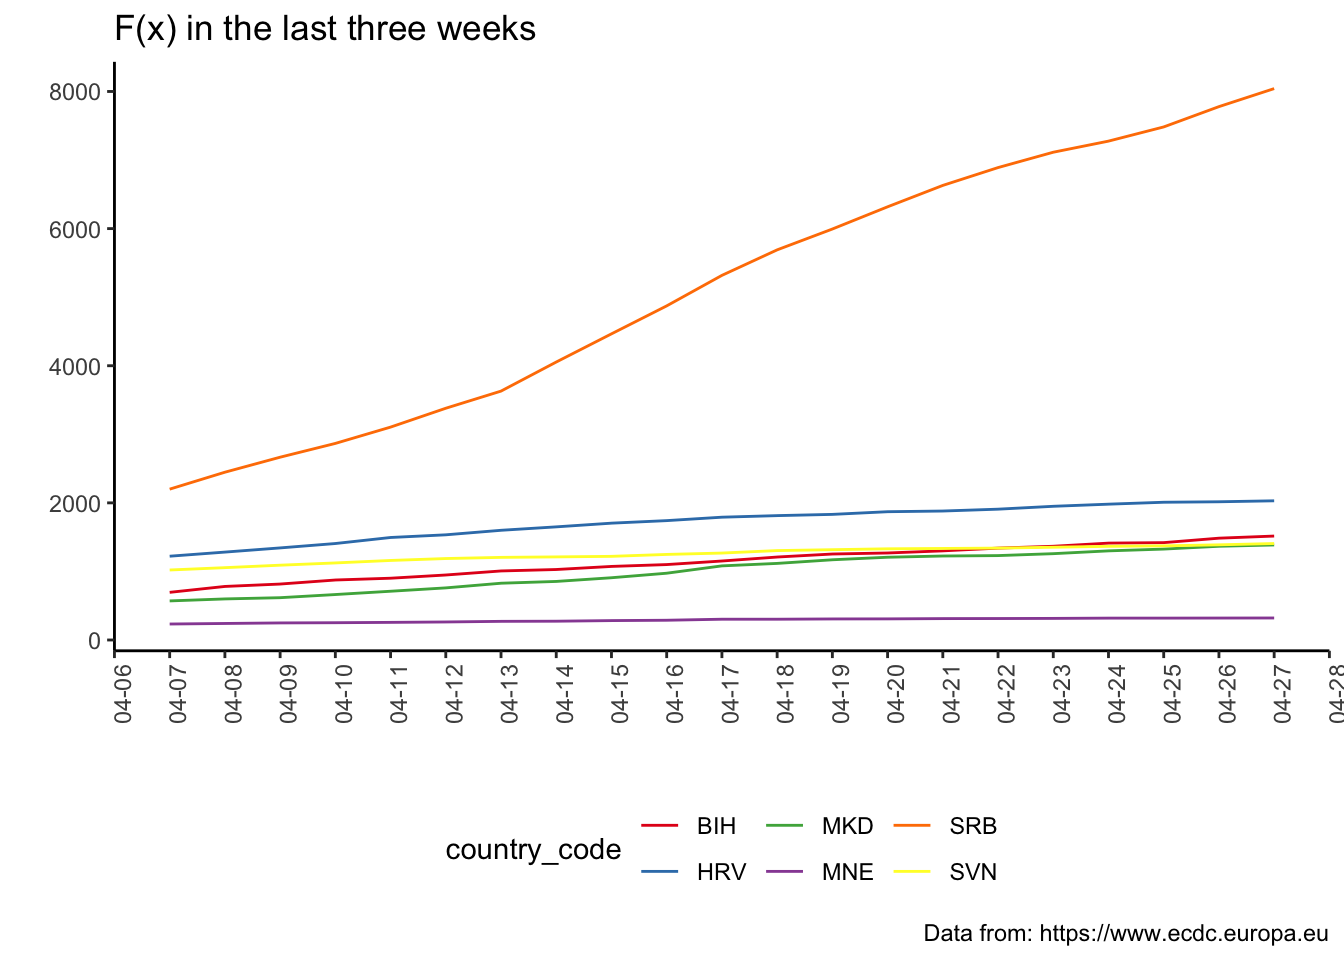 F(x) in the last three weeks
8000
6000
4000
2000
0
04-06 04-07 04-08 04-09 04-10 04-11 04-12 04-13 04-14 04-15 04-16 04-17 04-18 04-19 04-20 04-21 04-22 04-23 04-24 04-25 04-26 04-27 04-28
country_code
BIH MKD SRB
HRV MNE SVN
Data from: https://www.ecdc.europa.eu